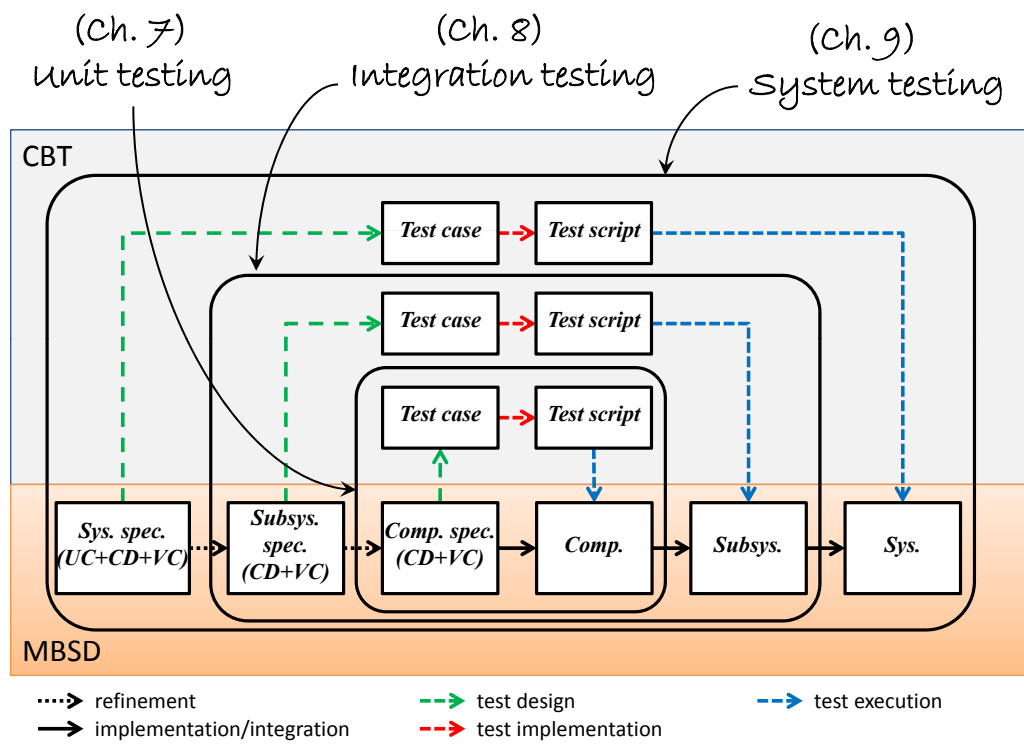 (Ch. 7)
Unit testing
(Ch. 8)
Integration testing
(Ch. 9)
System testing
CBT
Test case
Test script
Test case
Test script
Test case
Test script
Sys. spec.
(UC+CD+VC)
Subsys.
spec.
(CD+VC)
Comp. spec.
(CD+VC)
Comp.
Subsys.
Sys.
MBSD
refinement
implementation/integration
test design
test implementation
test execution